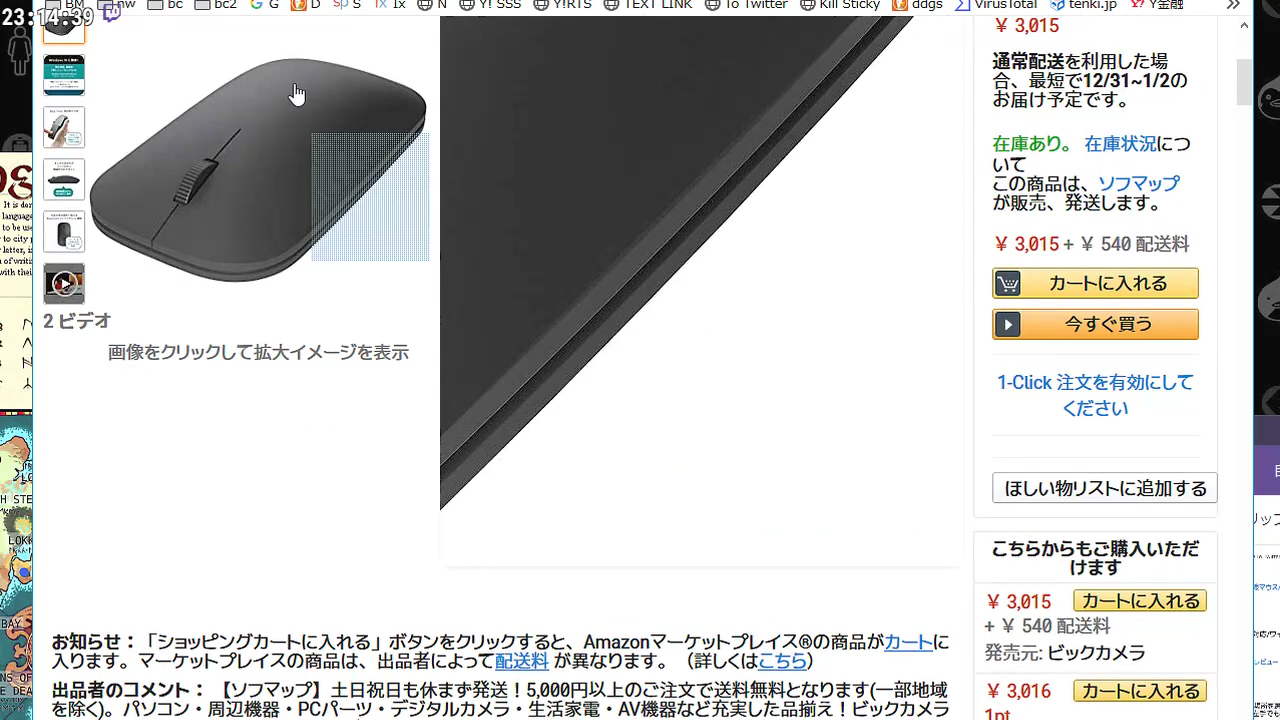 23:14:39
BM
nw
bc
bc2
G
D
S
Ix
N
Y! SSS
Y!RTS
TEXT LINK
To Twitter
Kill Sticky
ddgs
VirusTotal
tenki.jp
Y金融
2 ビデオ
画像をクリックして拡大イメージを表示
￥ 3,015
通常配送を利用した場
合、最短で12/31~1/2の
お届け予定です。
在庫あり。 在庫状況につ
いて
この商品は、ソフマップ
が販売、発送します。
￥ 3,015 + ￥ 540 配送料
カートに入れる
今すぐ買う
1-Click 注文を有効にして
ください
ほしい物リストに追加する
こちらからもご購入いただ
けます
￥ 3,015
カートに入れる
+ ￥ 540 配送料
発売元: ビックカメラ
￥ 3,016
カートに入れる
1pt
お知らせ：「ショッピングカートに入れる」ボタンをクリックすると、Amazonマーケットプレイス®の商品がカートに
入ります。マーケットプレイスの商品は、出品者によって配送料 が異なります。（詳しくはこちら）
出品者のコメント：【ソフマップ】土日祝日も休まず発送！5,000円以上のご注文で送料無料となります(一部地域
を除く)。パソコン・周辺機器・PCパーツ・デジタルカメラ・生活家電・AV機器など充実した品揃え！ビックカメラ